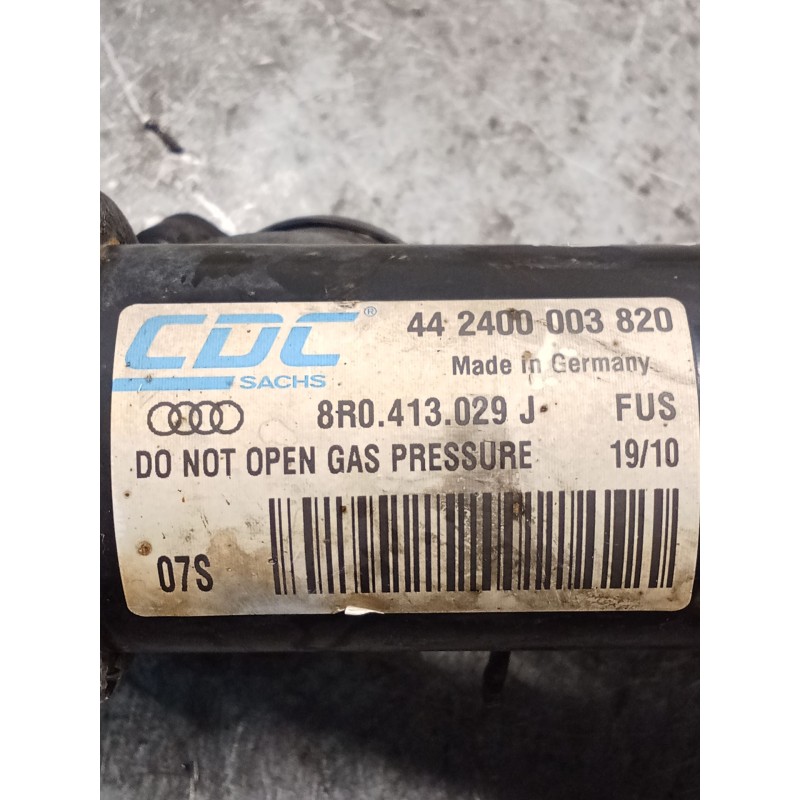 CDC® 44 2400 003 820
SACHS Made in Germany
8R0.413.029 J FUS
DO NOT OPEN GAS PRESSURE 19/10
07S